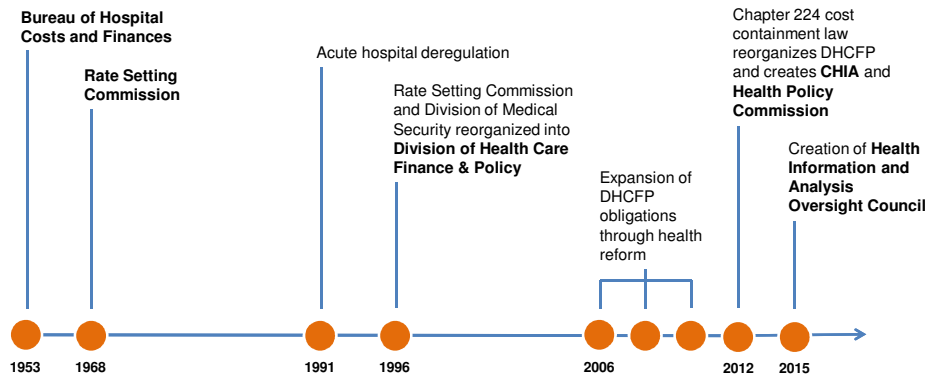 Bureau of Hospital
Costs and Finances
Rate Setting
Commission
Acute hospital deregulation
Rate Setting Commission
and Division of Medical
Security reorganized into
Division of Health Care
Finance & Policy
Expansion of
DHCFP
obligations
through health
reform
Chapter 224 cost
containment law
reorganizes DHCFP
and creates CHIA and
Health Policy
Commission
Creation of Health
Information and
Analysis
Oversight Council
1953
1968
1991
1996
2006
2012
2015